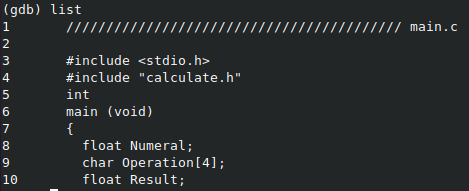 (gdb) list
1       ////////////////////////////////////////// main.c
2
3       #include <stdio.h>
4       #include "calculate.h"
5       int
6       main (void)
7       {
8         float Numeral;
9         char Operation[4];
10        float Result;